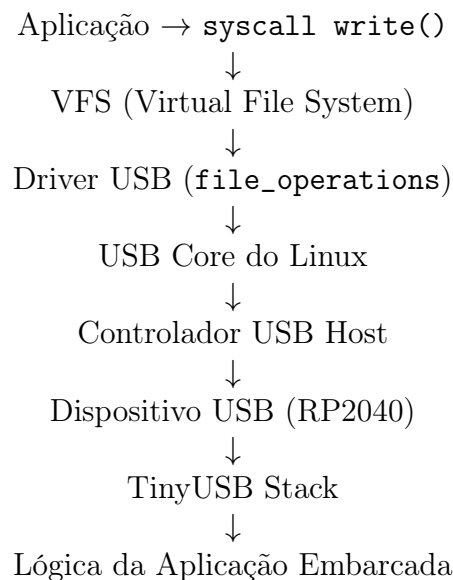 Aplicação → syscall write()
↓
VFS (Virtual File System)
↓
Driver USB (file_operations)
↓
USB Core do Linux
↓
Controlador USB Host
↓
Dispositivo USB (RP2040)
↓
TinyUSB Stack
↓
Lógica da Aplicação Embarcada